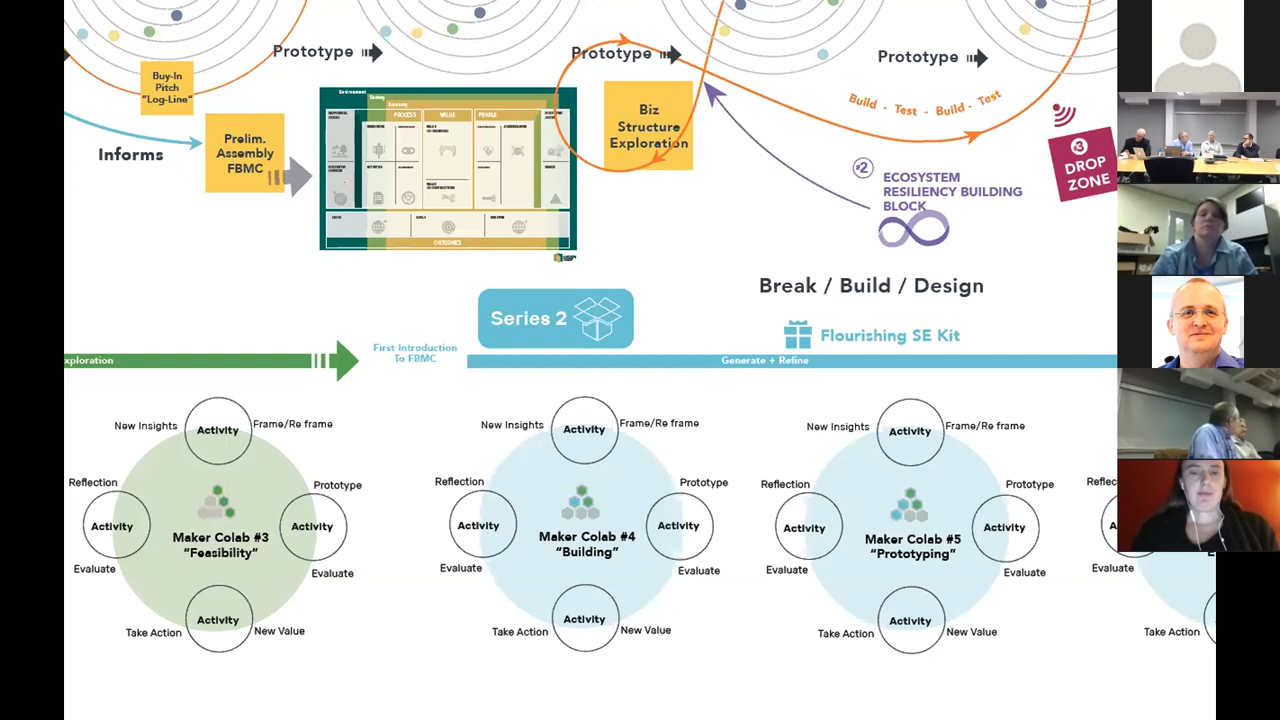 Prototype
Prototype
Prototype
Buy-In
Pitch
“Log-Line”
Informs
Prelim.
Assembly
FBMC
Environment
Society
Economy
PROCESS
VALUE
PEOPLE
OUTCOMES
Biz
Structure
Exploration
Build - Test - Build - Test
3
DROP
ZONE
#2
ECOSYSTEM
RESILIENCY BUILDING
BLOCK
Break / Build / Design
Series 2
Flourishing SE Kit
xploration
First Introduction
To FBMC
Generate + Refine
New Insights
Activity
Frame/Re frame
Reflection
Prototype
Activity
Maker Colab #3
“Feasibility”
Activity
Evaluate
Evaluate
Take Action
Activity
New Value
New Insights
Activity
Frame/Re frame
Reflection
Prototype
Activity
Maker Colab #4
“Building”
Activity
Evaluate
Evaluate
Take Action
Activity
New Value
New Insights
Activity
Frame/Re frame
Reflection
Prototype
Activity
Maker Colab #5
“Prototyping”
Activity
Evaluate
Evaluate
Take Action
Activity
New Value
Reflec
A
Evaluate
Take Action